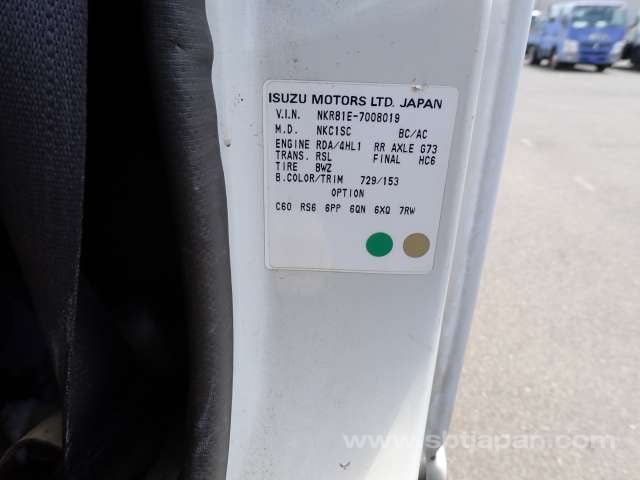 ISUZU MOTORS LTD. JAPAN
V.I.N. NKR81E-7008019
M.D. NKC1SC BC/AC
ENGINE RDA/4HL1 RR AXLE G73
TRANS. RSL FINAL HC6
TIRE BWZ
B.COLOR/TRIM 729/153
OPTION
C60 RS6 6PP 6QN 6XQ 7RW
www.sbtjapan.com